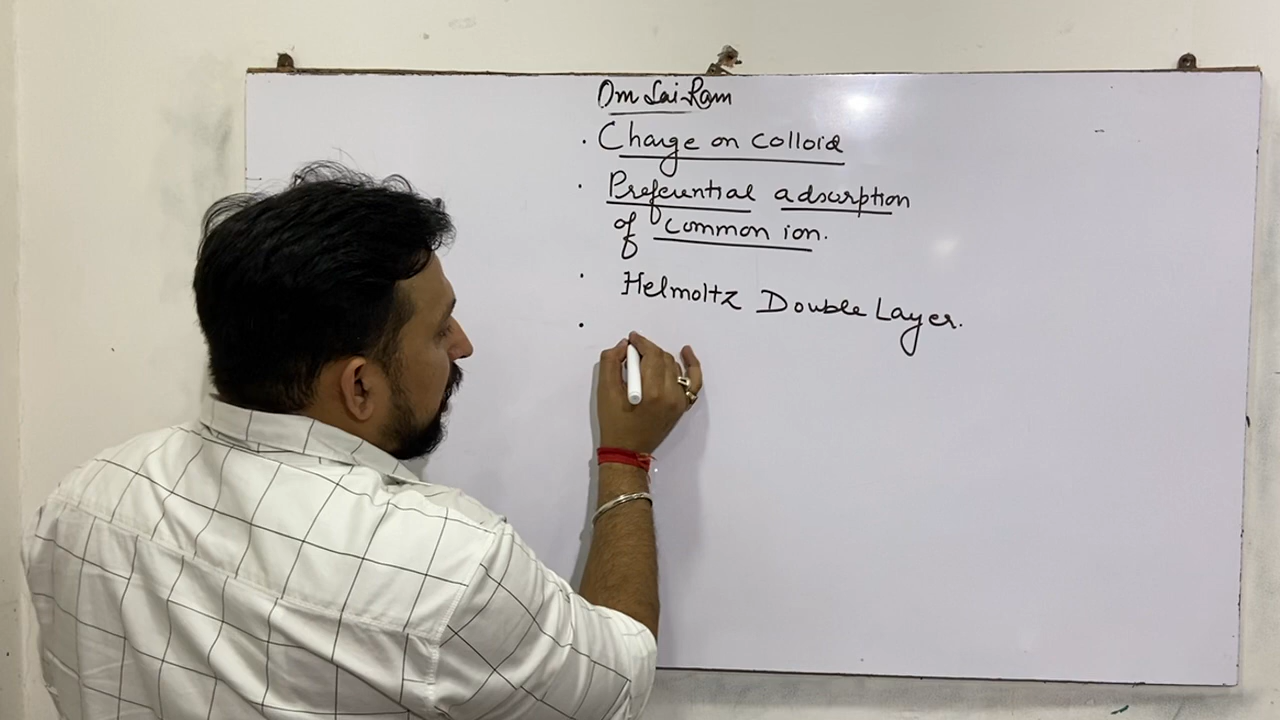 Om Sai Ram
. Charge on colloid
. Preferential adsorption
of common ion.
. Helmoltz Double Layer.
.